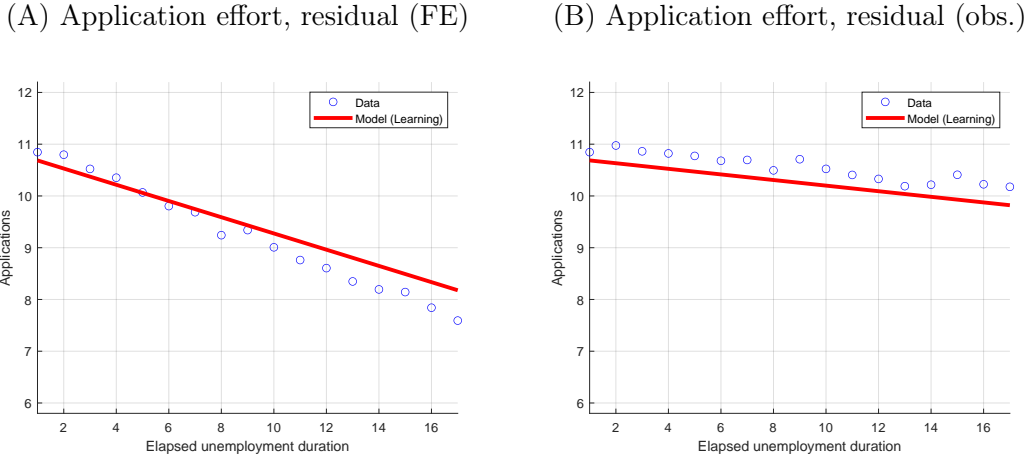 (A) Application effort, residual (FE)
12
11
10
9
8
7
6
Applications
2 4 6 8 10 12 14 16
Elapsed unemployment duration
Data
Model (Learning)
(B) Application effort, residual (obs.)
12
11
10
9
8
7
6
Applications
2 4 6 8 10 12 14 16
Elapsed unemployment duration
Data
Model (Learning)